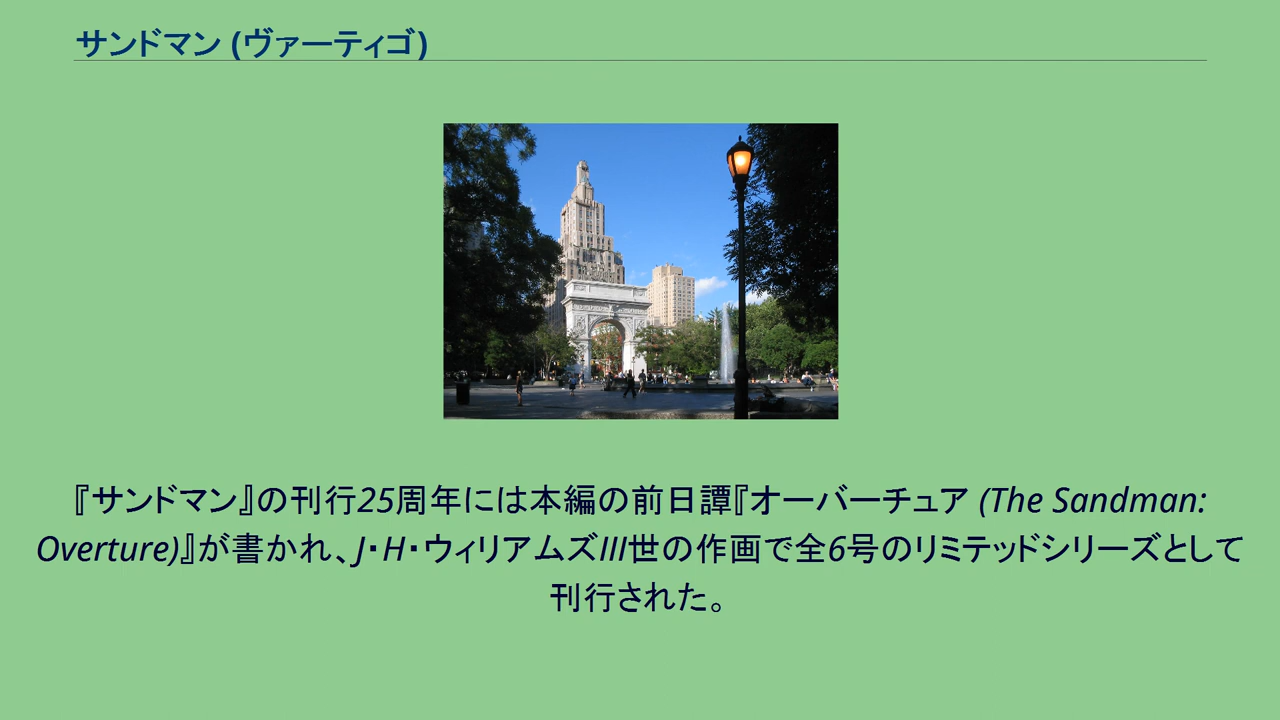 サンドマン (ヴァーティゴ)
『サンドマン』の刊行25周年には本編の前日譚『オーバーチュア (The Sandman:
Overture)』が書かれ、J・H・ウィリアムズIII世の作画で全6号のリミテッドシリーズとして
刊行された。